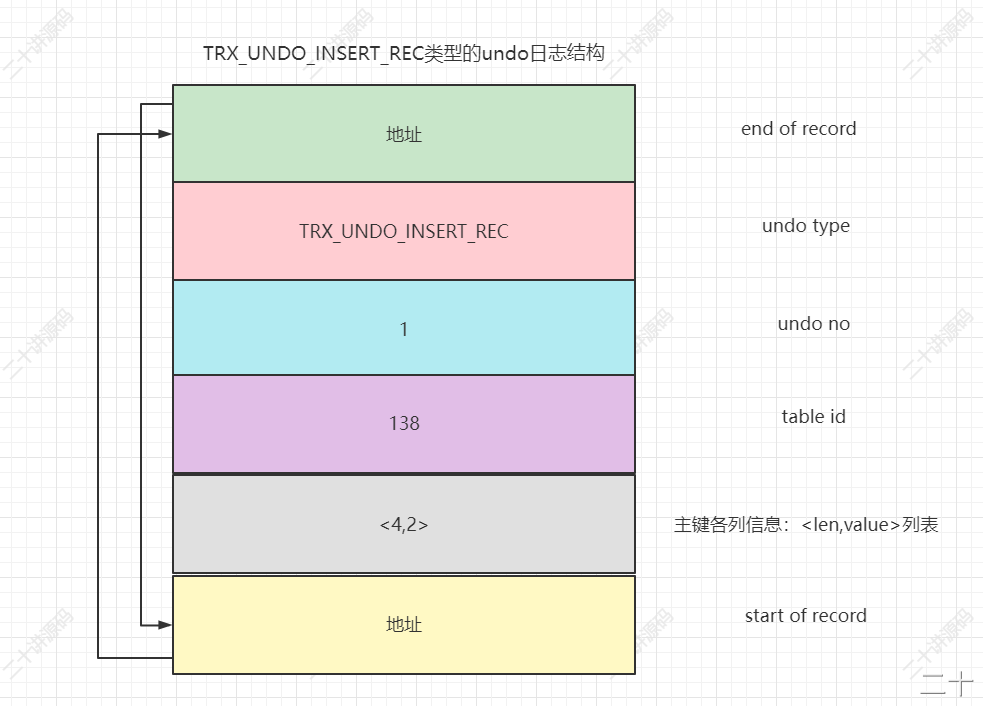 TRX_UNDO_INSERT_REC类型的undo日志结构
地址
end of record
TRX_UNDO_INSERT_REC
undo type
1
undo no
138
table id
<4,2>
主键各列信息：<len,value>列表
地址
start of record
二十讲源码
二十